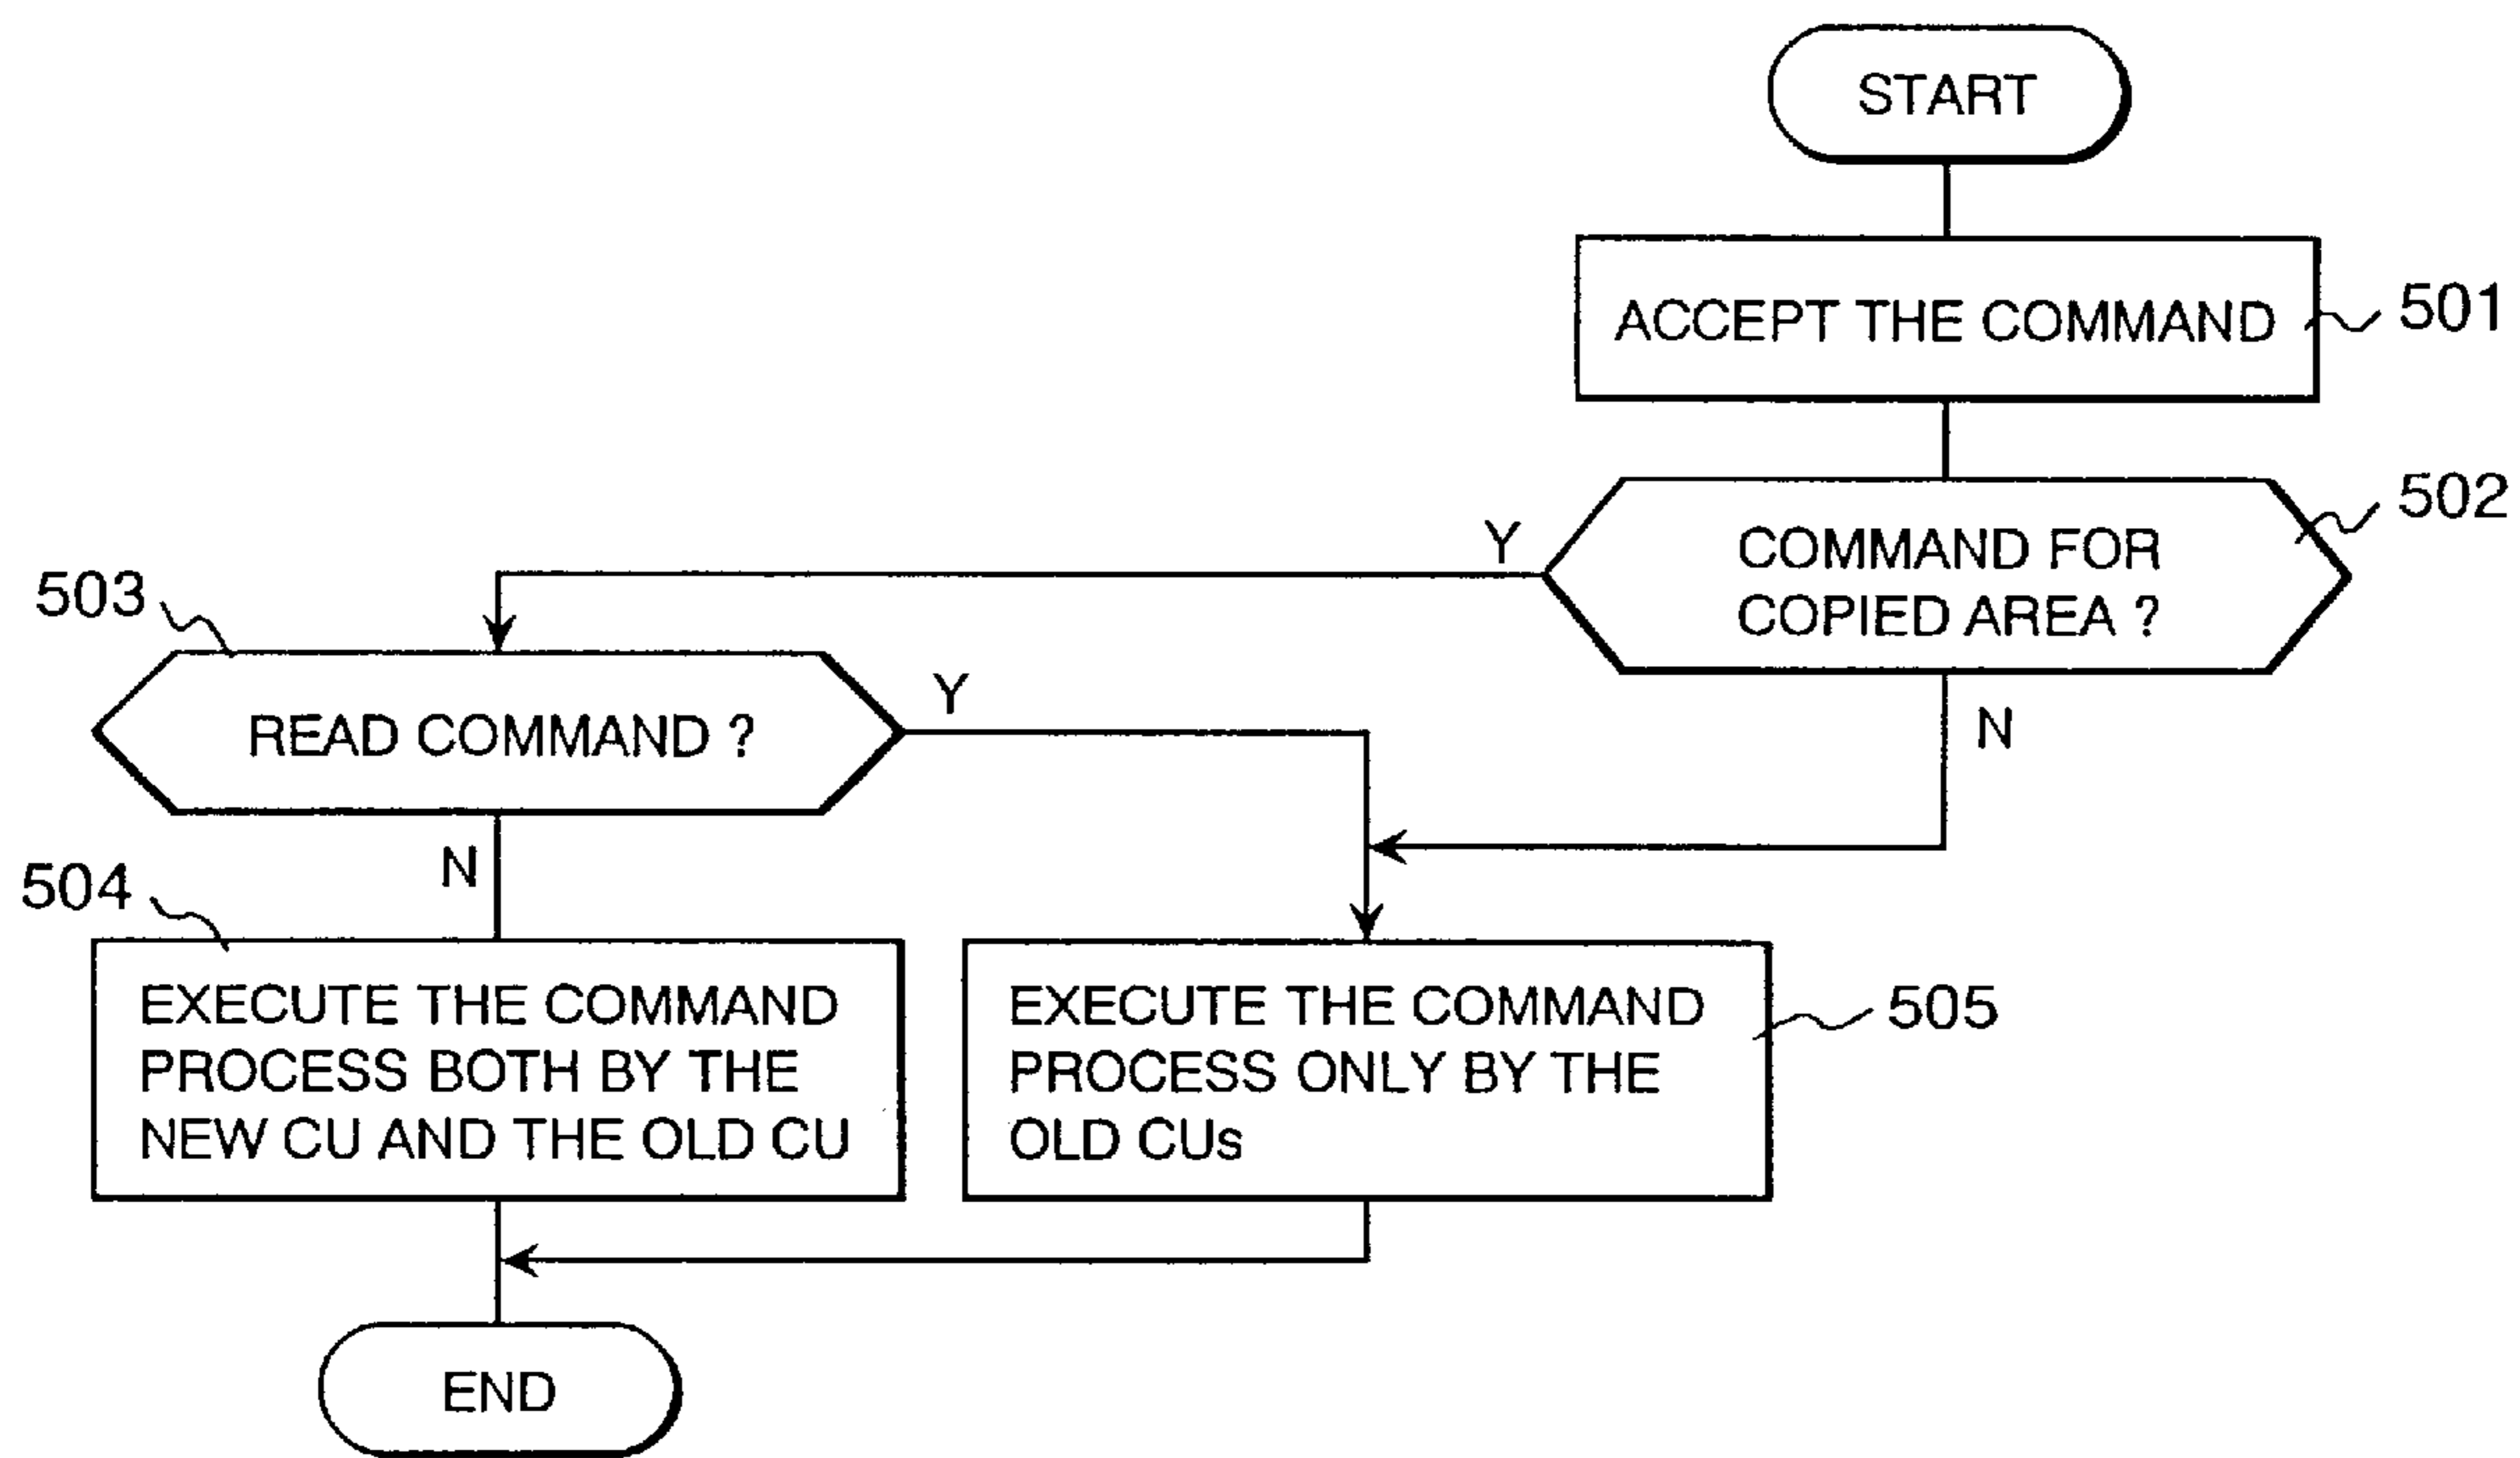 START
ACCEPT THE COMMAND
501
502
COMMAND FOR
COPIED AREA ?
Y
N
503
READ COMMAND ?
Y
N
504
EXECUTE THE COMMAND
PROCESS BOTH BY THE
NEW CU AND THE OLD CU
EXECUTE THE COMMAND
PROCESS ONLY BY THE
OLD CUs
505
END